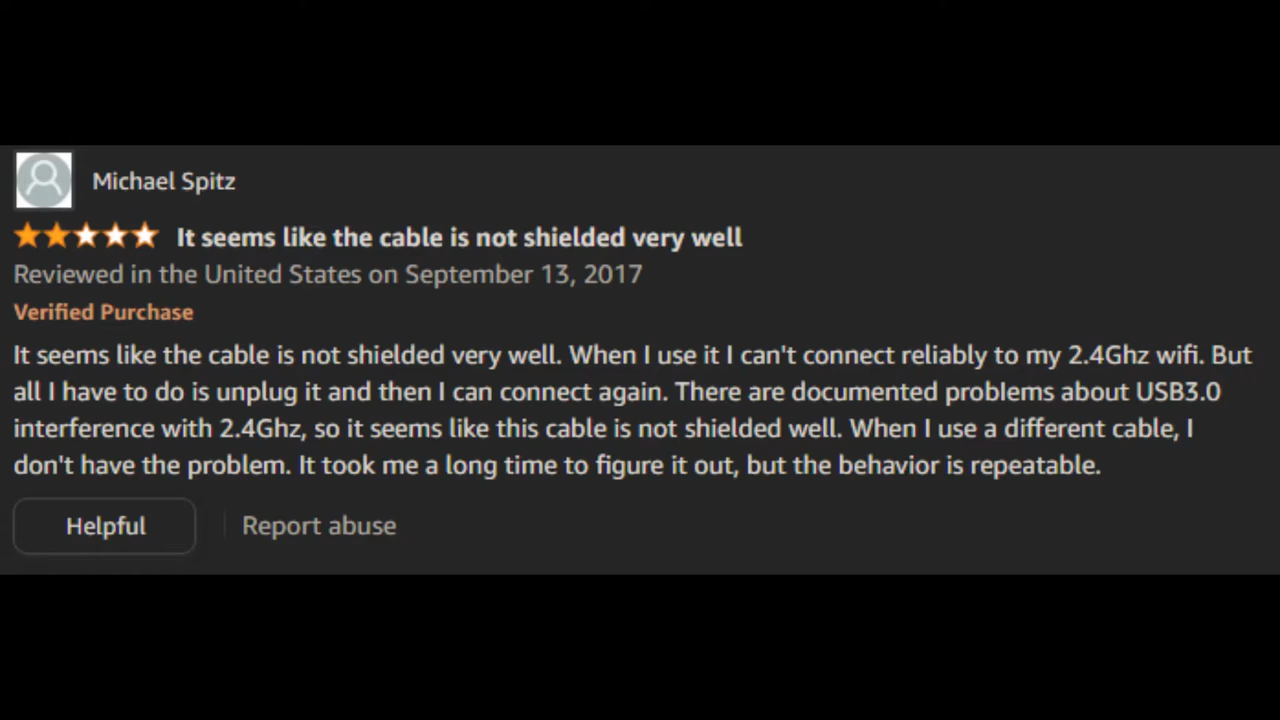 Michael Spitz
It seems like the cable is not shielded very well
Reviewed in the United States on September 13, 2017
Verified Purchase
It seems like the cable is not shielded very well. When I use it I can't connect reliably to my 2.4Ghz wifi. But
all I have to do is unplug it and then I can connect again. There are documented problems about USB3.0
interference with 2.4Ghz, so it seems like this cable is not shielded well. When I use a different cable, I
don't have the problem. It took me a long time to figure it out, but the behavior is repeatable.
Helpful
Report abuse